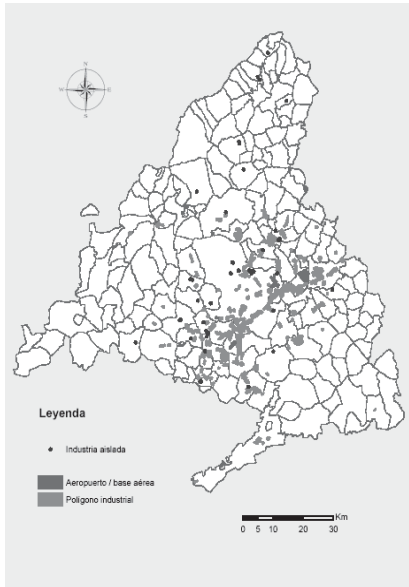 N
W E
S
Leyenda
Industria aislada
Aeropuerto / base aérea
Polígono industrial
Km
0 5 10 20 30